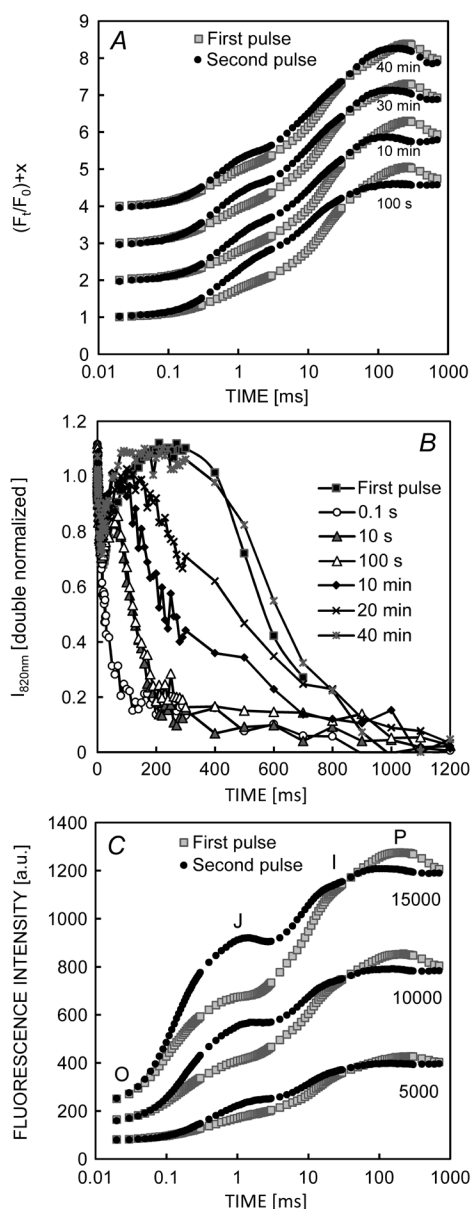 A
First pulse
Second pulse
(Ft/F0)+x
9
8
7
6
5
4
3
2
1
0
40 min
30 min
10 min
100 s
0.01 0.1 1 10 100 1000
TIME [ms]
B
I820nm [double normalized ]
1.2
1.0
0.8
0.6
0.4
0.2
0
First pulse
0.1 s
10 s
100 s
10 min
20 min
40 min
0 200 400 600 800 1000 1200
TIME [ms]
C
First pulse
Second pulse
FLUORESCENCE INTENSITY [a.u.]
1400
1200
1000
800
600
400
200
0
O
J
I
P
15000
10000
5000
0.01 0.1 1 10 100 1000
TIME [ms]